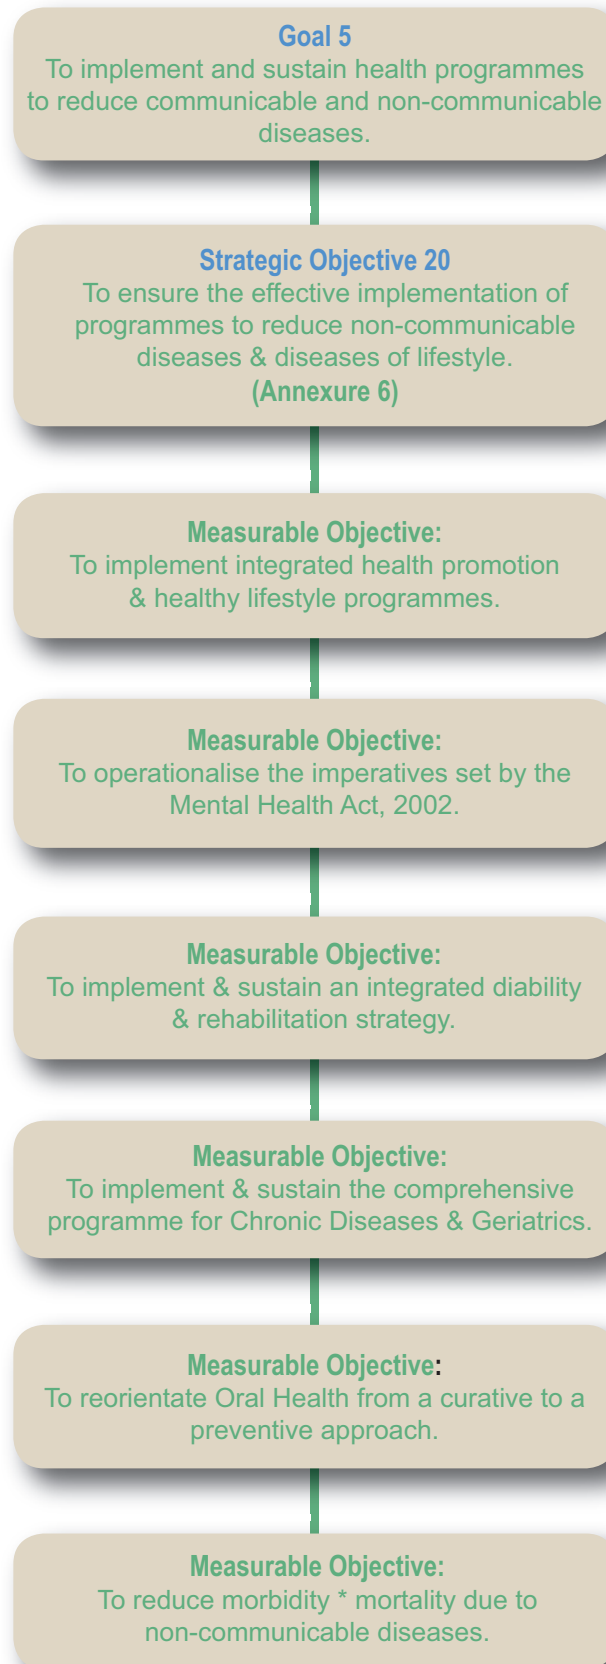 Goal 5
To implement and sustain health programmes
to reduce communicable and non-communicable
diseases.
Strategic Objective 20
To ensure the effective implementation of
programmes to reduce non-communicable
diseases & diseases of lifestyle.
(Annexure 6)
Measurable Objective:
To implement integrated health promotion
& healthy lifestyle programmes.
Measurable Objective:
To operationalise the imperatives set by the
Mental Health Act, 2002.
Measurable Objective:
To implement & sustain an integrated diability
& rehabilitation strategy.
Measurable Objective:
To implement & sustain the comprehensive
programme for Chronic Diseases & Geriatrics.
Measurable Objective:
To reorientate Oral Health from a curative to a
preventive approach.
Measurable Objective:
To reduce morbidity * mortality due to
non-communicable diseases.